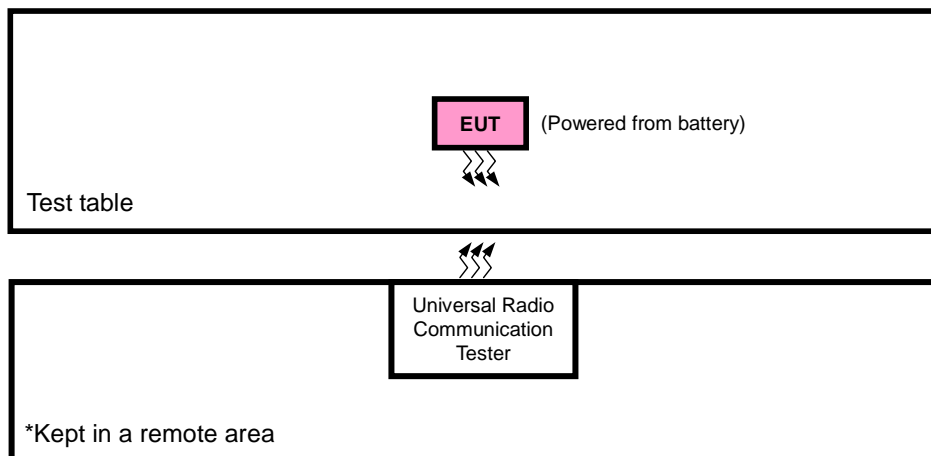 EUT
(Powered from battery)
Test table
Universal Radio
Communication
Tester
*Kept in a remote area